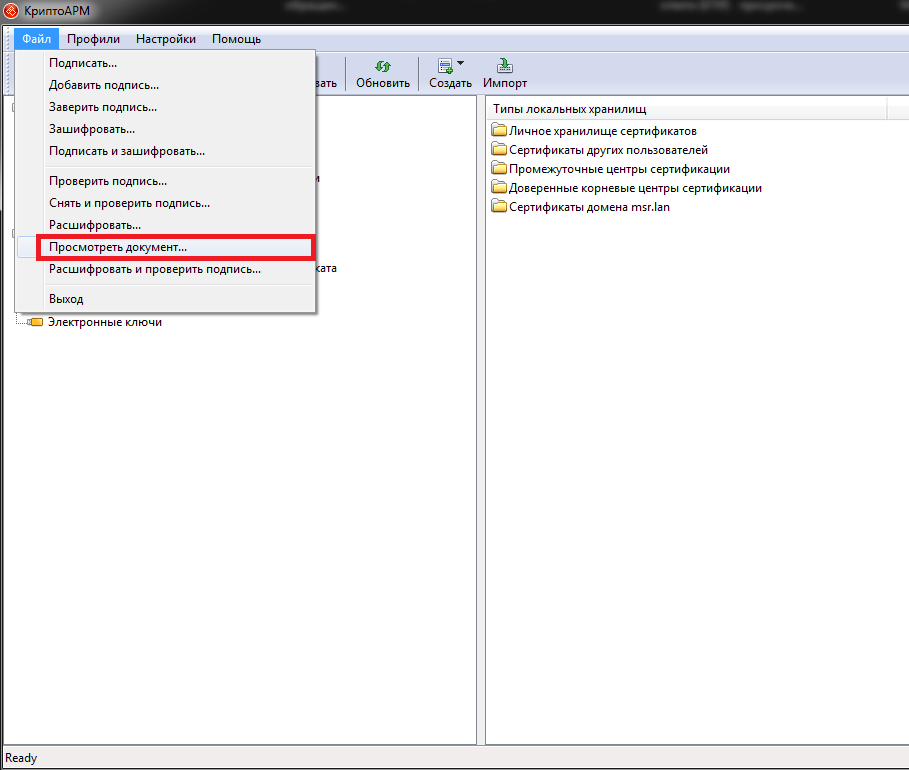 КриптоАРМ
Файл Профили Настройки Помощь
Подписать...
Добавить подпись...
Заверить подпись...
Зашифровать...
Подписать и зашифровать...
Проверить подпись...
Снять и проверить подпись...
Расшифровать...
Просмотреть документ...
Расшифровать и проверить подпись...
Выход
вать Обновить Создать Импорт
и
ката
Электронные ключи
Типы локальных хранилищ
Личное хранилище сертификатов
Сертификаты других пользователей
Промежуточные центры сертификации
Доверенные корневые центры сертификации
Сертификаты домена msr.lan
Ready